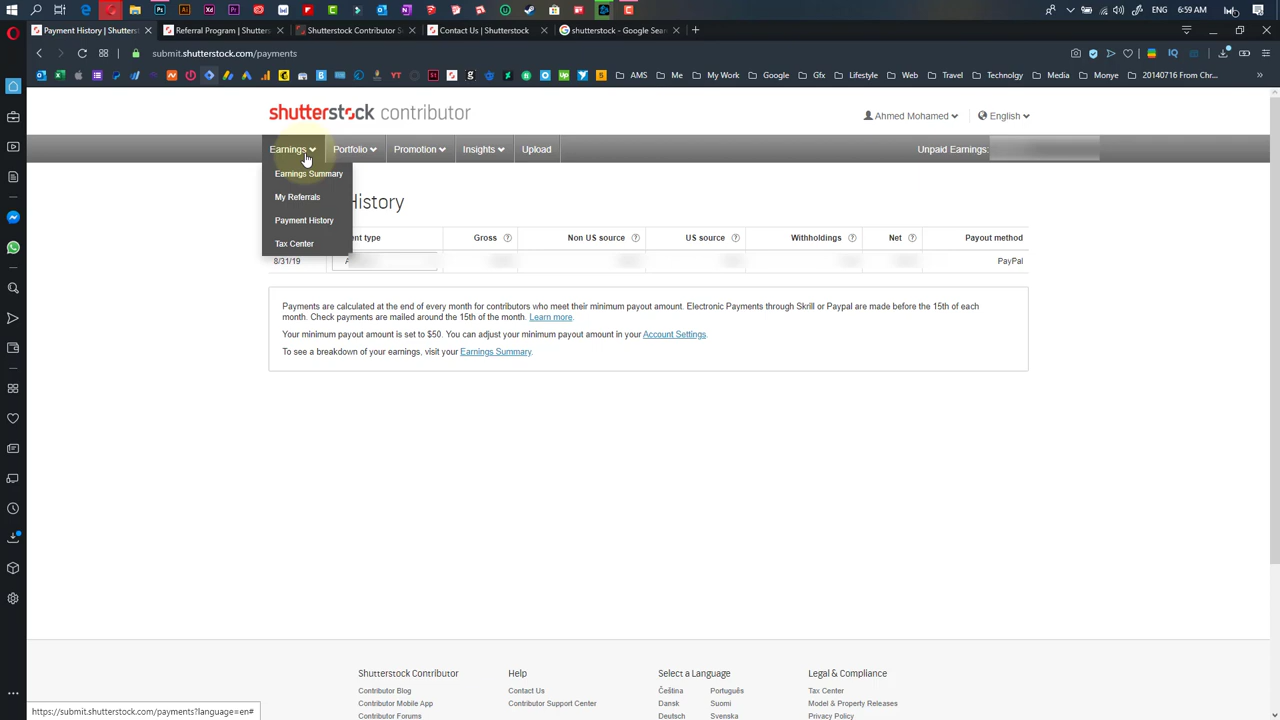 ENG 6:59 AM
Payment History | Shutterst
Referral Program | Shutters
Shutterstock Contributor S
Contact Us | Shutterstock
shutterstock - Google Sear
submit.shutterstock.com/payments
AMS
Me
My Work
Google
Gfx
Lifestyle
Web
Travel Center
Technology
Media
Monye
20140716 From Chr...
shutterstock contributor
Ahmed Mohamed
English
Earnings
Portfolio
Promotion
Insights
Upload
Unpaid Earnings:
Earnings Summary
My Referrals
Payment History
Tax Center
History
ent type
Gross
Non US source
US source
Withholdings
Net
Payout method
8/31/19
PayPal
Payments are calculated at the end of every month for contributors who meet their minimum payout amount. Electronic Payments through Skrill or Paypal are made before the 15th of each
month. Check payments are mailed around the 15th of the month. Learn more.
Your minimum payout amount is set to $50. You can adjust your minimum payout amount in your Account Settings.
To see a breakdown of your earnings, visit your Earnings Summary.
Shutterstock Contributor
Help
Select a Language
Legal & Compliance
Contributor Blog
Contact Us
Čeština
Português
Tax Center
Contributor Mobile App
Contributor Support Center
Dansk
Suomi
Model & Property Releases
Contributor Forums
Deutsch
Svenska
Privacy Policy
https://submit.shutterstock.com/payments?language=en#